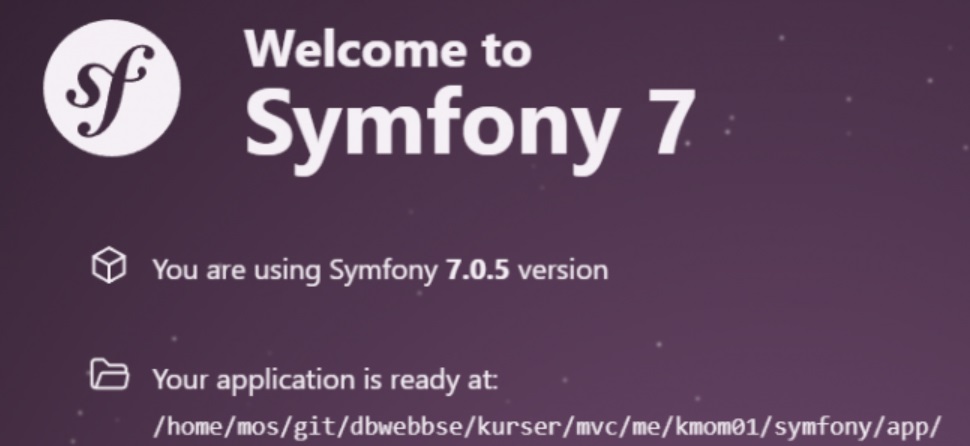 sf
Welcome to
Symfony 7
You are using Symfony 7.0.5 version
Your application is ready at:
/home/mos/git/dbwebbse/kurser/mvc/me/kmom01/symfony/app/